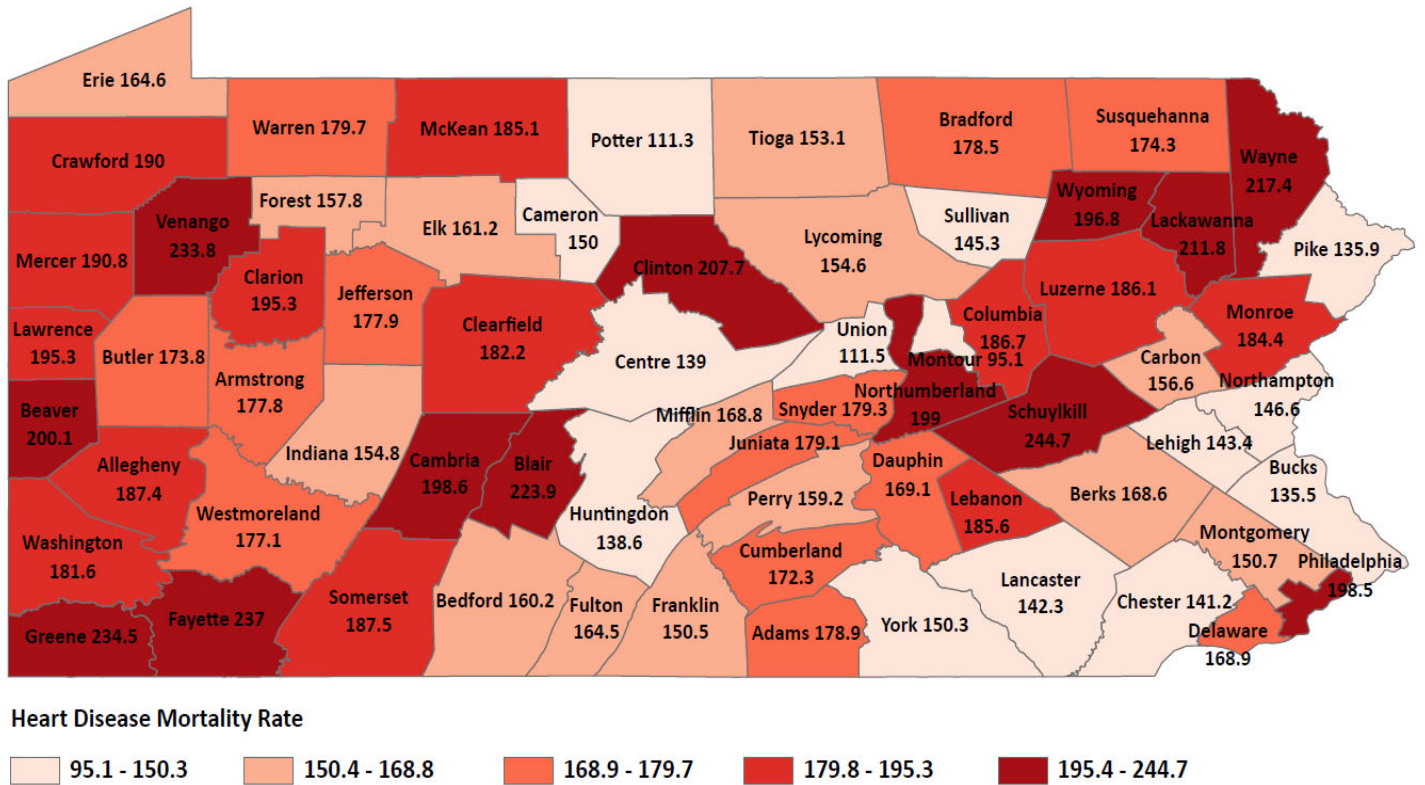 Erie 164.6
Warren 179.7
McKean 185.1
Potter 111.3
Tioga 153.1
Bradford
178.5
Susquehanna
174.3
Crawford 190
Wayne
217.4
Venango
233.8
Forest 157.8
Elk 161.2
Cameron
150
Sullivan
145.3
Wyoming
196.8
Lackawanna
211.8
Pike 135.9
Mercer 190.8
Clarion
195.3
Jefferson
177.9
Clinton 207.7
Lycoming
154.6
Luzerne 186.1
Lawrence
195.3
Butler 173.8
Clearfield
182.2
Centre 139
Union
111.5
Columbia
186.7
Montour 95.1
Monroe
184.4
Carbon
156.6
Armstrong
177.8
Northampton
146.6
Beaver
200.1
Mifflin 168.8
Snyder 179.3
Northumberland
199
Schuylkill
244.7
Lehigh 143.4
Allegheny
187.4
Indiana 154.8
Cambria
198.6
Blair
223.9
Juniata 179.1
Dauphin
169.1
Bucks
135.5
Westmoreland
177.1
Huntingdon
138.6
Perry 159.2
Lebanon
185.6
Berks 168.6
Montgomery
150.7
Washington
181.6
Cumberland
172.3
Philadelphia
198.5
Greene 234.5
Fayette 237
Somerset
187.5
Bedford 160.2
Fulton
164.5
Franklin
150.5
Adams 178.9
York 150.3
Lancaster
142.3
Chester 141.2
Delaware
168.9
Heart Disease Mortality Rate
95.1 - 150.3
150.4 - 168.8
168.9 - 179.7
179.8 - 195.3
195.4 - 244.7